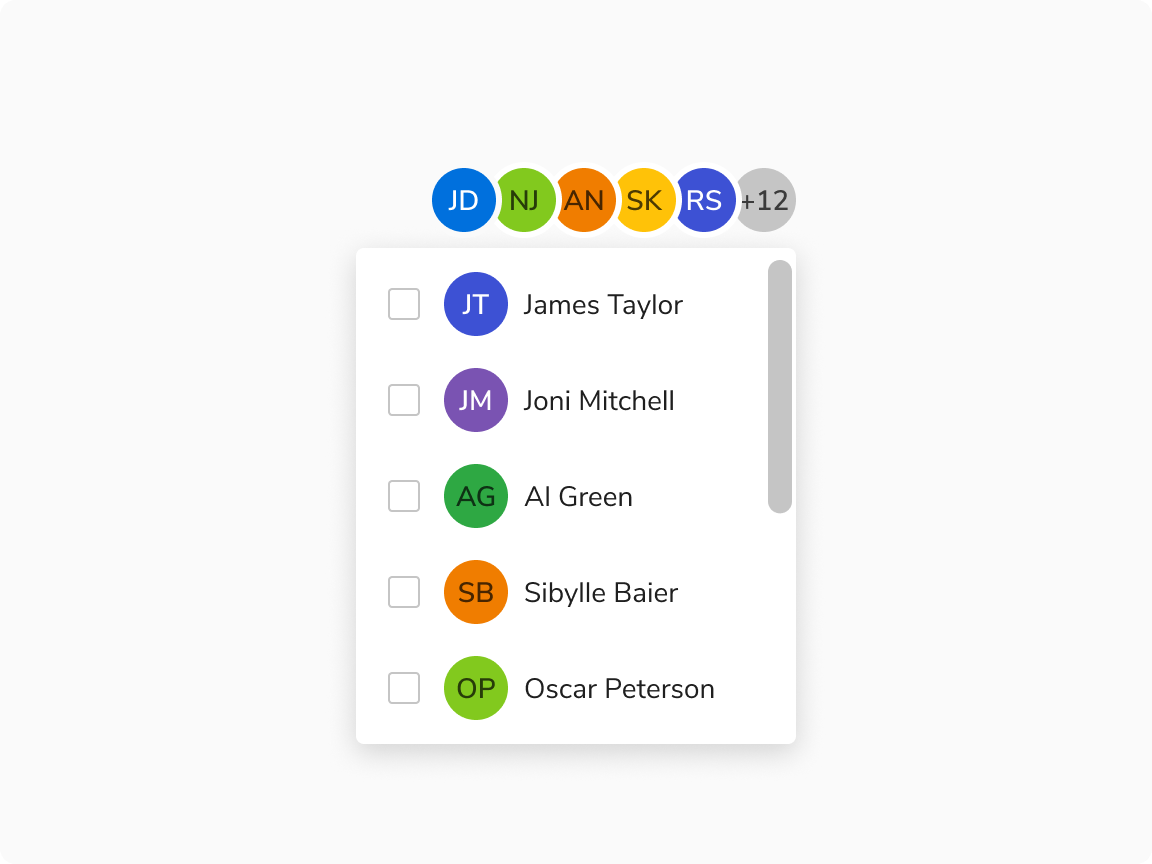 JD NJ AN SK RS +12
JT James Taylor
JM Joni Mitchell
AG Al Green
SB Sibylle Baier
OP Oscar Peterson